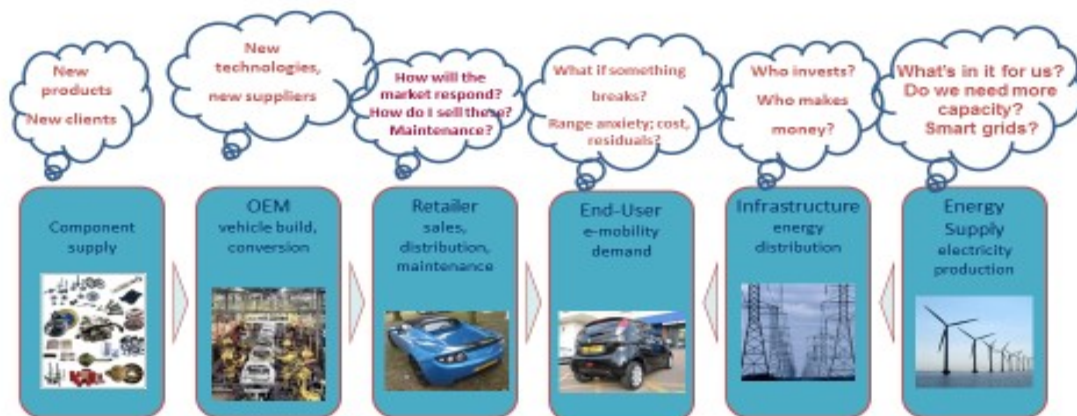 New
products
New clients
New
technologies,
new suppliers
How will the
market respond?
How do I sell these?
Maintenance?
What if something
breaks?
Range anxiety; cost,
residuals?
Who invests?
Who makes
money?
What's in it for us?
Do we need more
capacity?
Smart grids?
Component
supply
OEM
vehicle build,
conversion
Retailer
sales,
distribution,
maintenance
End-User
e-mobility
demand
Infrastructure
energy
distribution
Energy
Supply
electricity
production